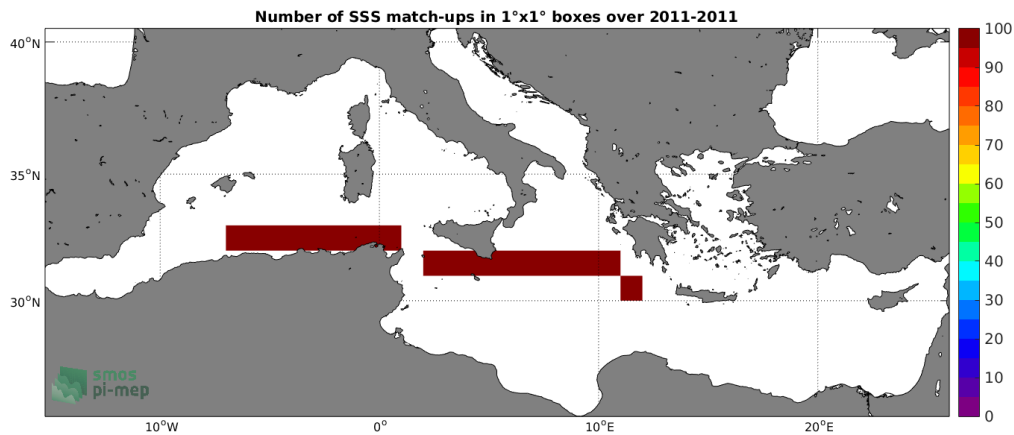 Number of SSS match-ups in 1°x1° boxes over 2011-2011
40°N
35°N
30°N
10°W
0°
10°E
20°E
100
90
80
70
60
50
40
30
20
10
0
smos
pi-mep